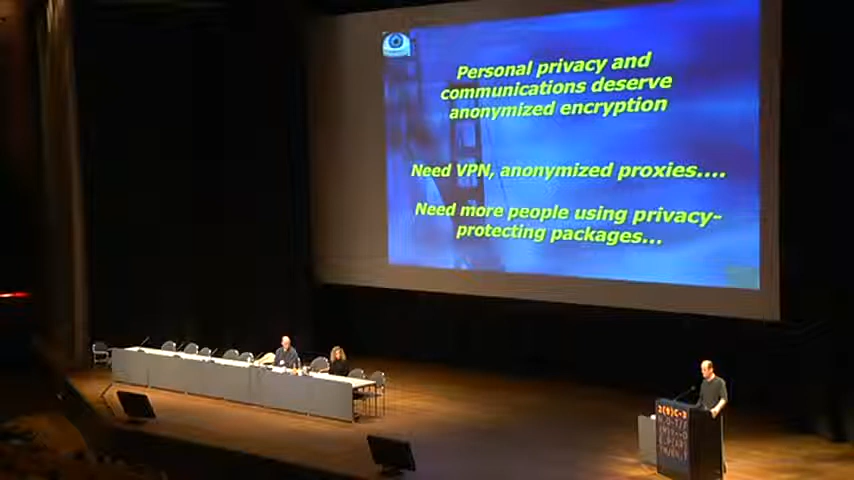 Personal privacy and
communications deserve
anonymized encryption
Need VPN, anonymized proxies....
Need more people using privacy-
protecting packages...